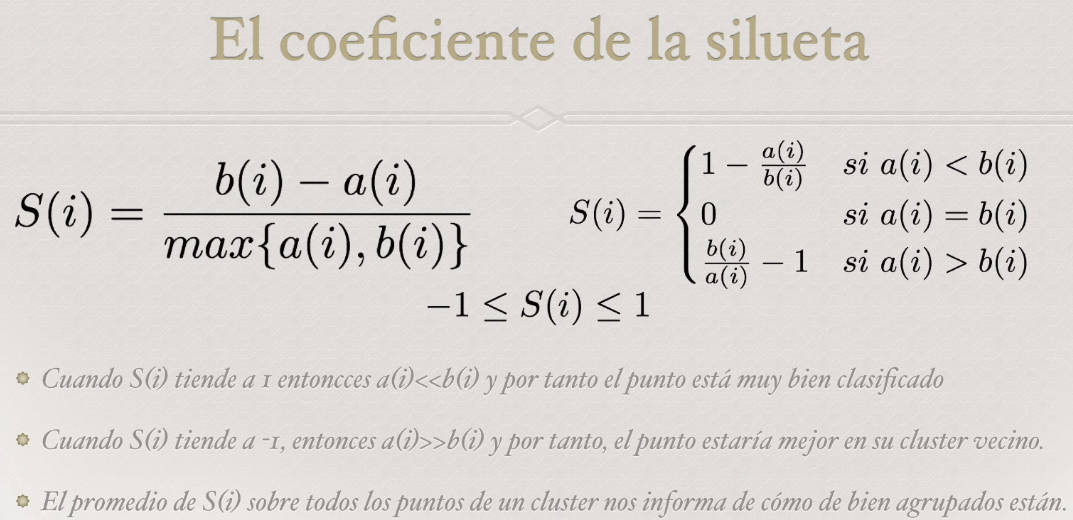 El coeficiente de la silueta
S(i) = \frac{b(i) - a(i)}{max\{a(i), b(i)\}}
S(i) = \begin{cases} 1 - \frac{a(i)}{b(i)} & si\ a(i) < b(i) \\ 0 & si\ a(i) = b(i) \\ \frac{b(i)}{a(i)} - 1 & si\ a(i) > b(i) \end{cases}
-1 ≤ S(i) ≤ 1
Cuando S(i) tiende a 1 entoncces a(i)<<b(i) y por tanto el punto está muy bien clasificado
Cuando S(i) tiende a -1, entonces a(i)>>b(i) y por tanto, el punto estaría mejor en su cluster vecino.
El promedio de S(i) sobre todos los puntos de un cluster nos informa de cómo de bien agrupados están.